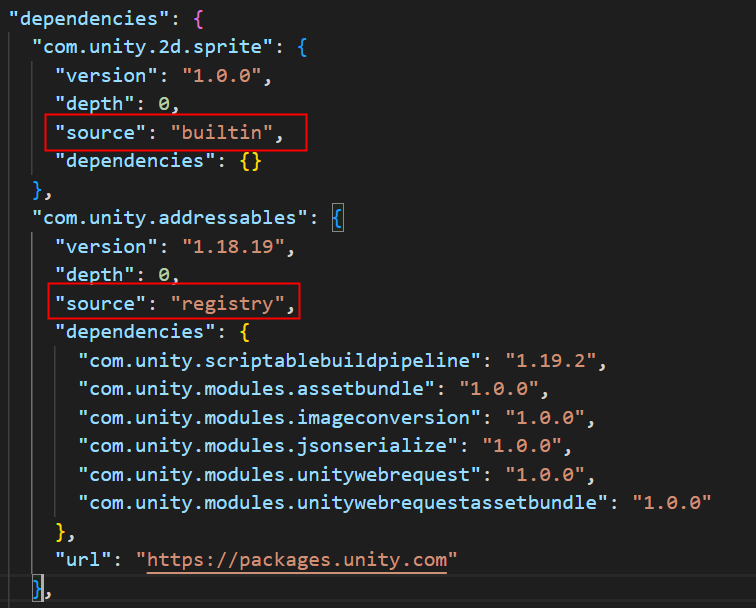 "dependencies": {
"com.unity.2d.sprite": {
"version": "1.0.0",
"depth": 0,
"source": "builtin",
"dependencies": {}
},
"com.unity.addressables": {
"version": "1.18.19",
"depth": 0,
"source": "registry",
"dependencies": {
"com.unity.scriptablebuildpipeline": "1.19.2",
"com.unity.modules.assetbundle": "1.0.0",
"com.unity.modules.imageconversion": "1.0.0",
"com.unity.modules.jsonserialize": "1.0.0",
"com.unity.modules.unitywebrequest": "1.0.0",
"com.unity.modules.unitywebrequestassetbundle": "1.0.0"
},
"url": "https://packages.unity.com"
},